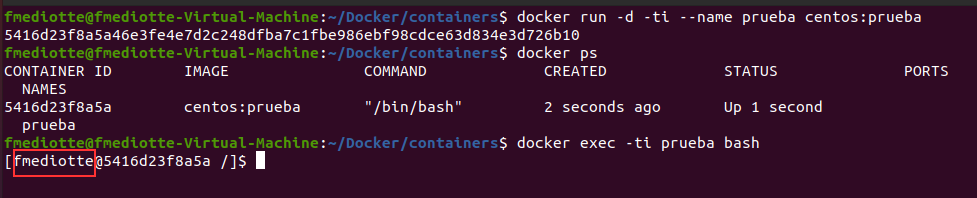 fmediotte@fmediotte-Virtual-Machine:~/Docker/containers$ docker run -d -ti --name prueba centos:prueba
5416d23f8a5a46e3fe4e7d2c248dfba7c1fbe986ebf98cdce63d834e3d726b10
fmediotte@fmediotte-Virtual-Machine:~/Docker/containers$ docker ps
CONTAINER ID        IMAGE               COMMAND             CREATED             STATUS              PORTS
  NAMES
5416d23f8a5a        centos:prueba       "/bin/bash"         2 seconds ago       Up 1 second
  prueba
fmediotte@fmediotte-Virtual-Machine:~/Docker/containers$ docker exec -ti prueba bash
[fmediotte@5416d23f8a5a /]$